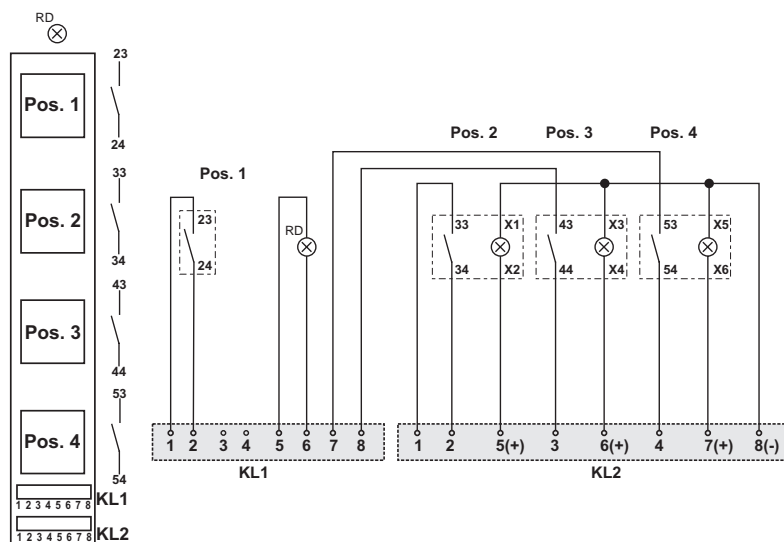 RD
23
Pos. 1
24
33
Pos. 2
34
43
Pos. 3
44
53
Pos. 4
54
1 2 3 4 5 6 7 8 KL1
1 2 3 4 5 6 7 8 KL2
Pos. 1
23
24
RD
1 2 3 4 5 6 7 8
KL1
Pos. 2 Pos. 3 Pos. 4
33 X1 43 X3 53 X5
34 X2 44 X4 54 X6
1 2 5(+) 3 6(+) 4 7(+) 8(-)
KL2